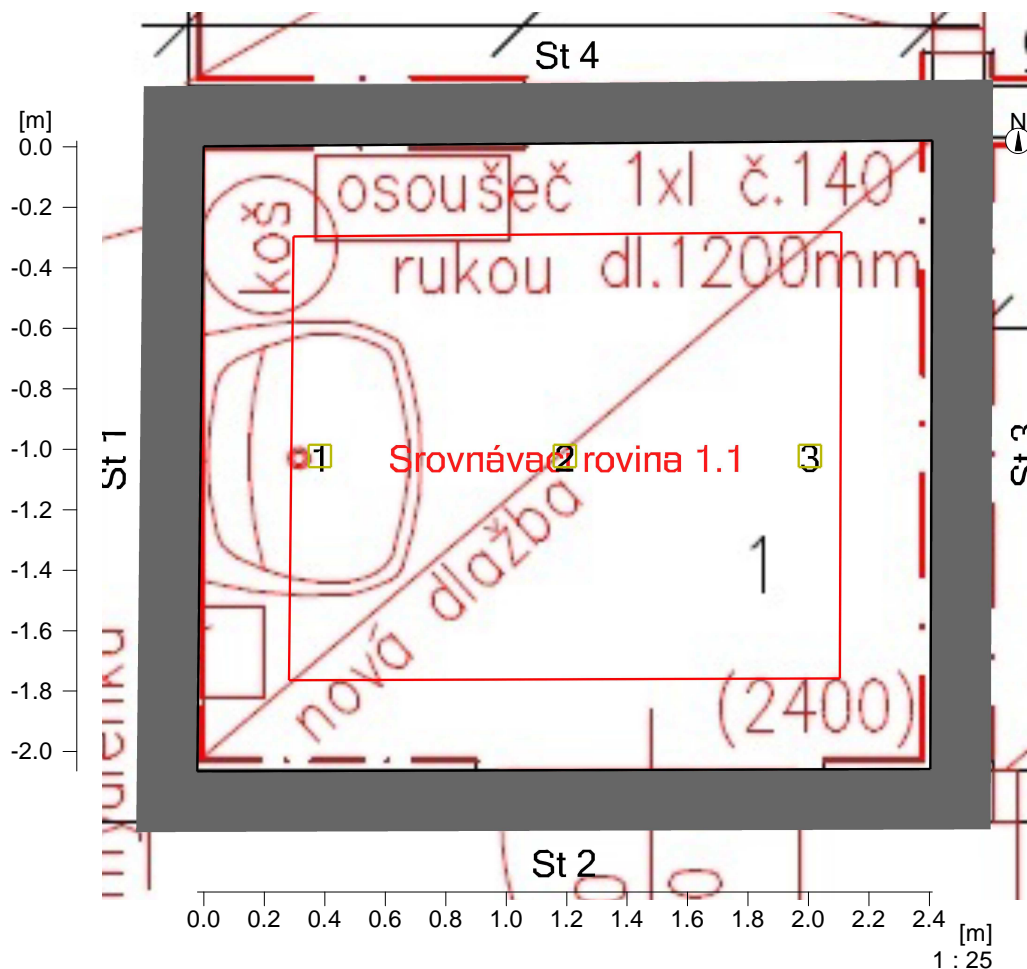 St 4
[m]
N
0.0
-0.2
-0.4
-0.6
-0.8
-1.0
-1.2
-1.4
-1.6
-1.8
-2.0
osoušeč 1xl č.140
koš
rukou dl.1200mm
St 1
1
Srovnávací rovina 1.1
2
3
St 3
nová dlažba
1
(2400)
St 2
0.0 0.2 0.4 0.6 0.8 1.0 1.2 1.4 1.6 1.8 2.0 2.2 2.4
[m]
1 : 25